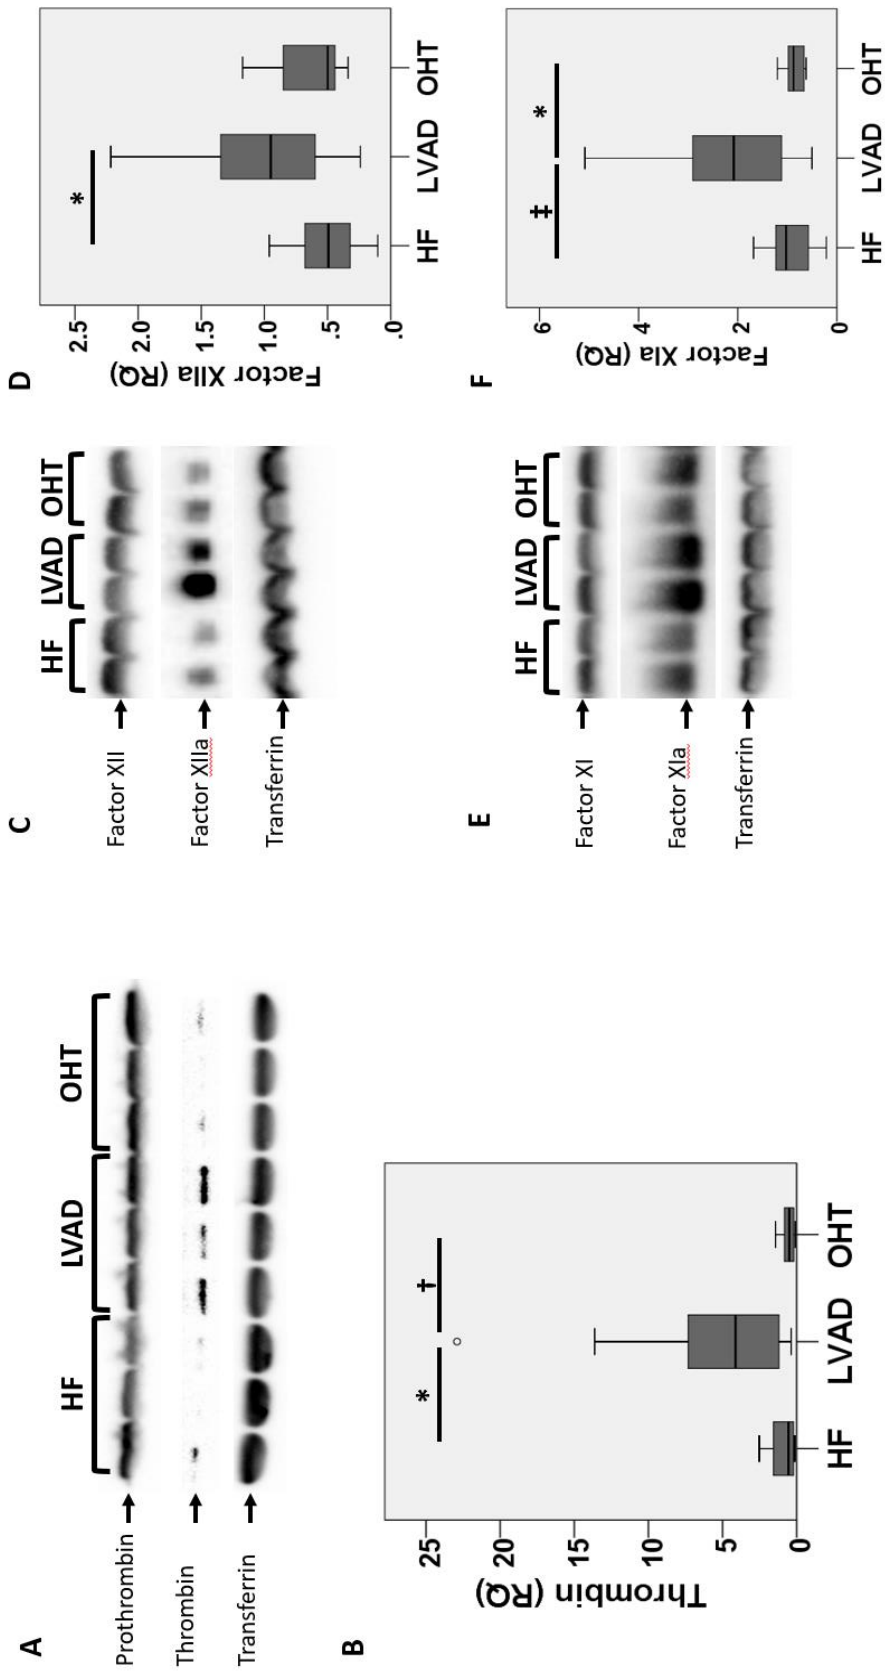 A
HF
LVAD
OHT
Prothrombin
Thrombin
Transferrin
B
Thrombin (RQ)
25
20
15
10
5
0
* †
HF
LVAD
OHT
C
HF
LVAD
OHT
Factor XII
Factor XIIa
Transferrin
D
Factor XIIa (RQ)
2.5
2.0
1.5
1.0
.5
.0
*
HF
LVAD
OHT
E
HF
LVAD
OHT
Factor XI
Factor XIa
Transferrin
F
Factor XIa (RQ)
6
4
2
0
‡ *
HF
LVAD
OHT